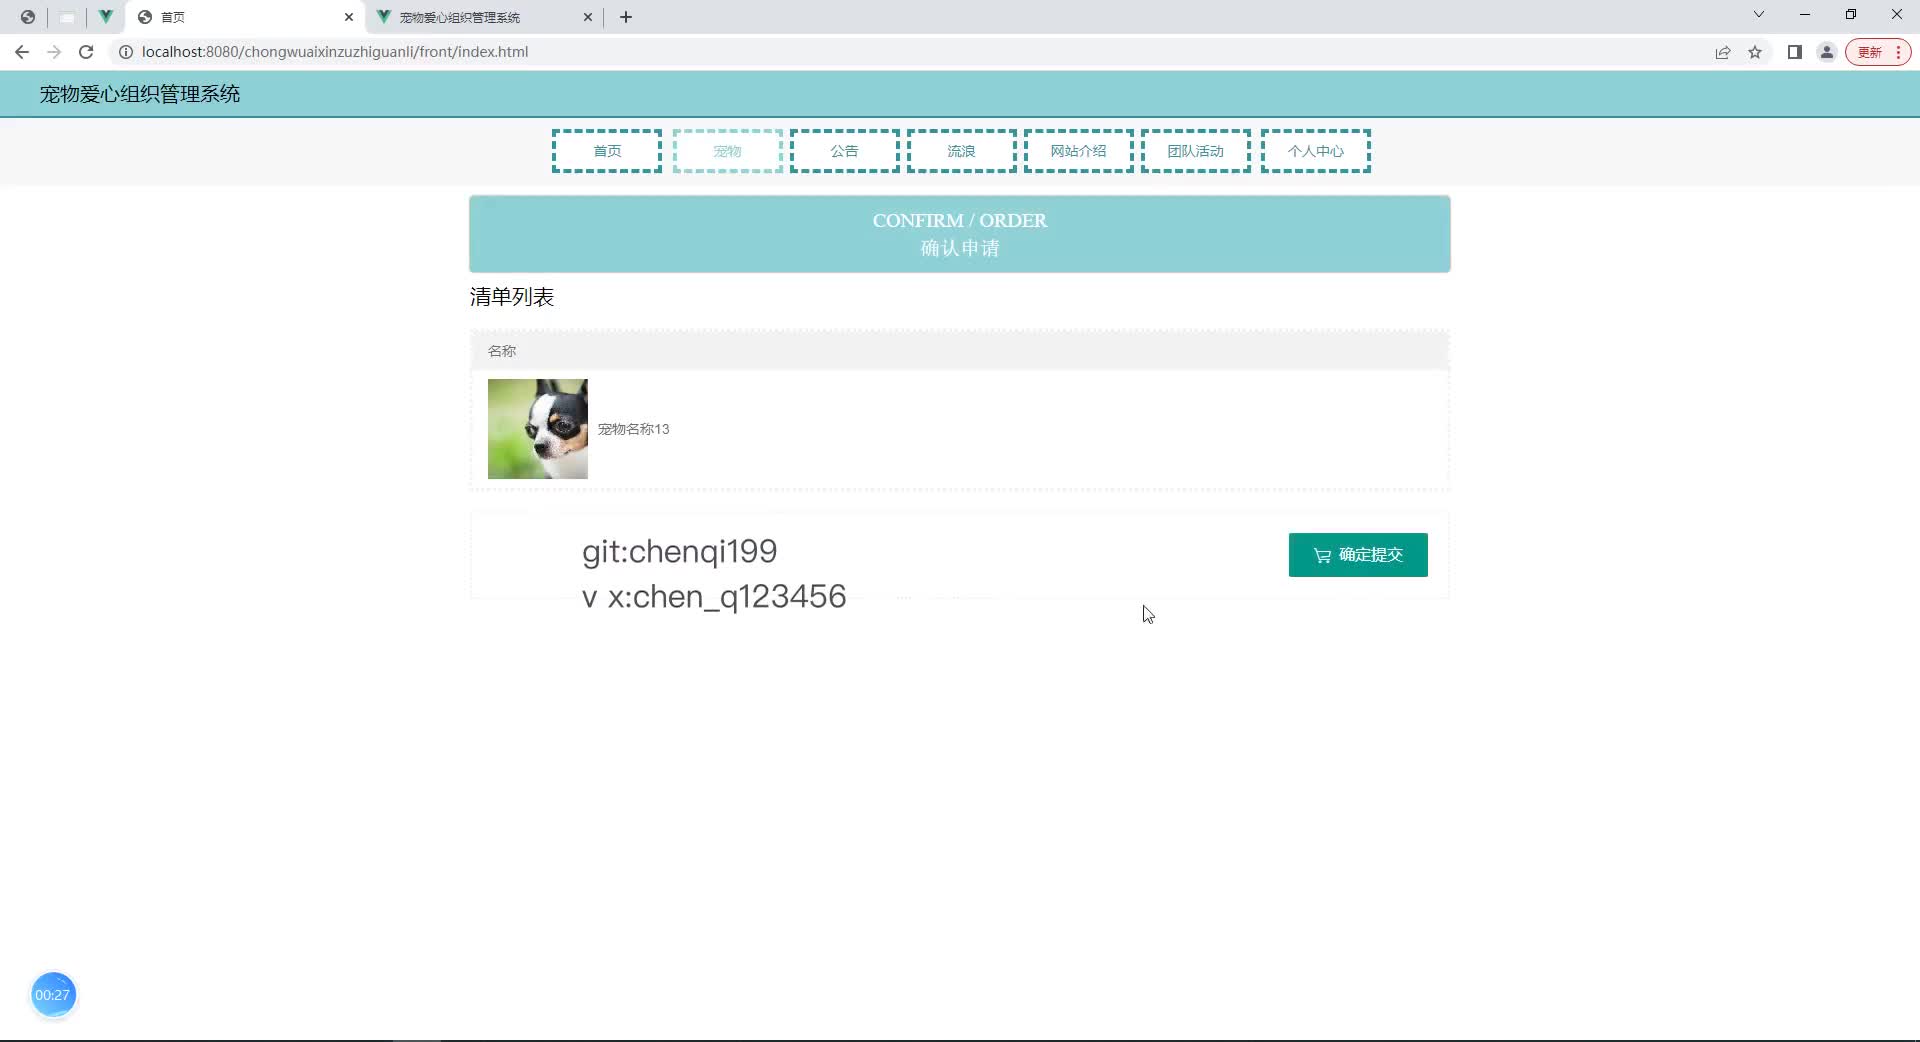 首页
宠物爱心组织管理系统
localhost:8080/chongwuaixinzuzhiguanli/front/index.html
更新
宠物爱心组织管理系统
首页
宠物
公告
流浪
网站介绍
团队活动
个人中心
CONFIRM / ORDER
确认申请
清单列表
名称
宠物名称13
git:chenqi199
v x:chen_q123456
确定提交
00:27